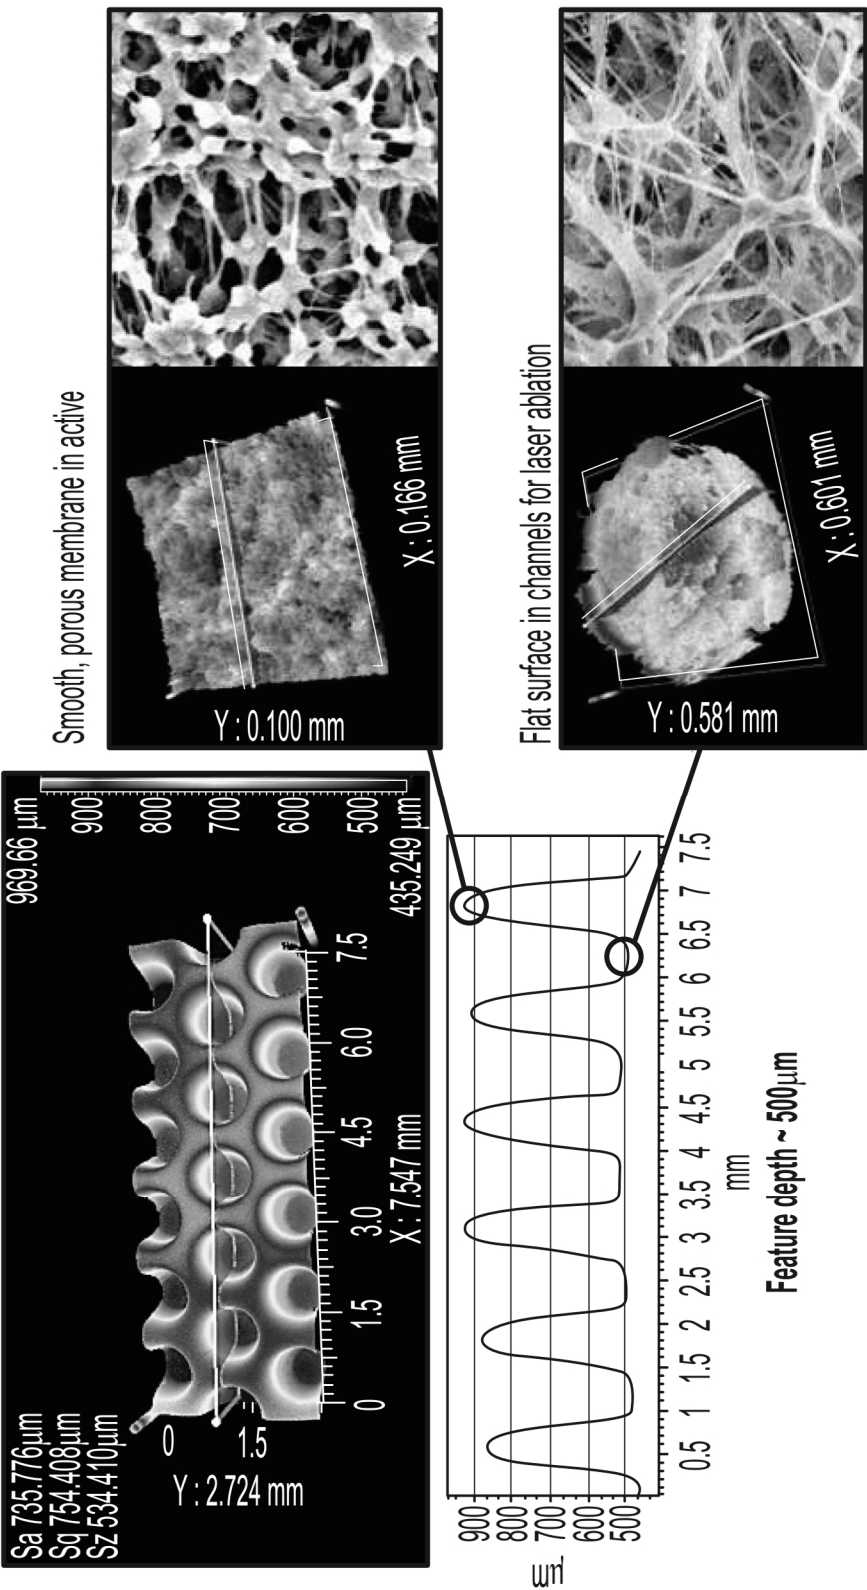 Sa 735.776µm
Sq 754.408µm
Sz 534.410µm
0
1.5
Y : 2.724 mm
0
1.5
3.0
4.5
6.0
7.5
X : 7.547 mm
969.66 µm
900
800
700
600
500
435.249 µm
Smooth, porous membrane in active
Y : 0.100 mm
X : 0.166 mm
µm
900
800
700
600
500
0.5
1
1.5
2
2.5
3
3.5
4
4.5
5
5.5
6
6.5
7
7.5
mm
Feature depth ~ 500µm
Flat surface in channels for laser ablation
Y : 0.581 mm
X : 0.601 mm